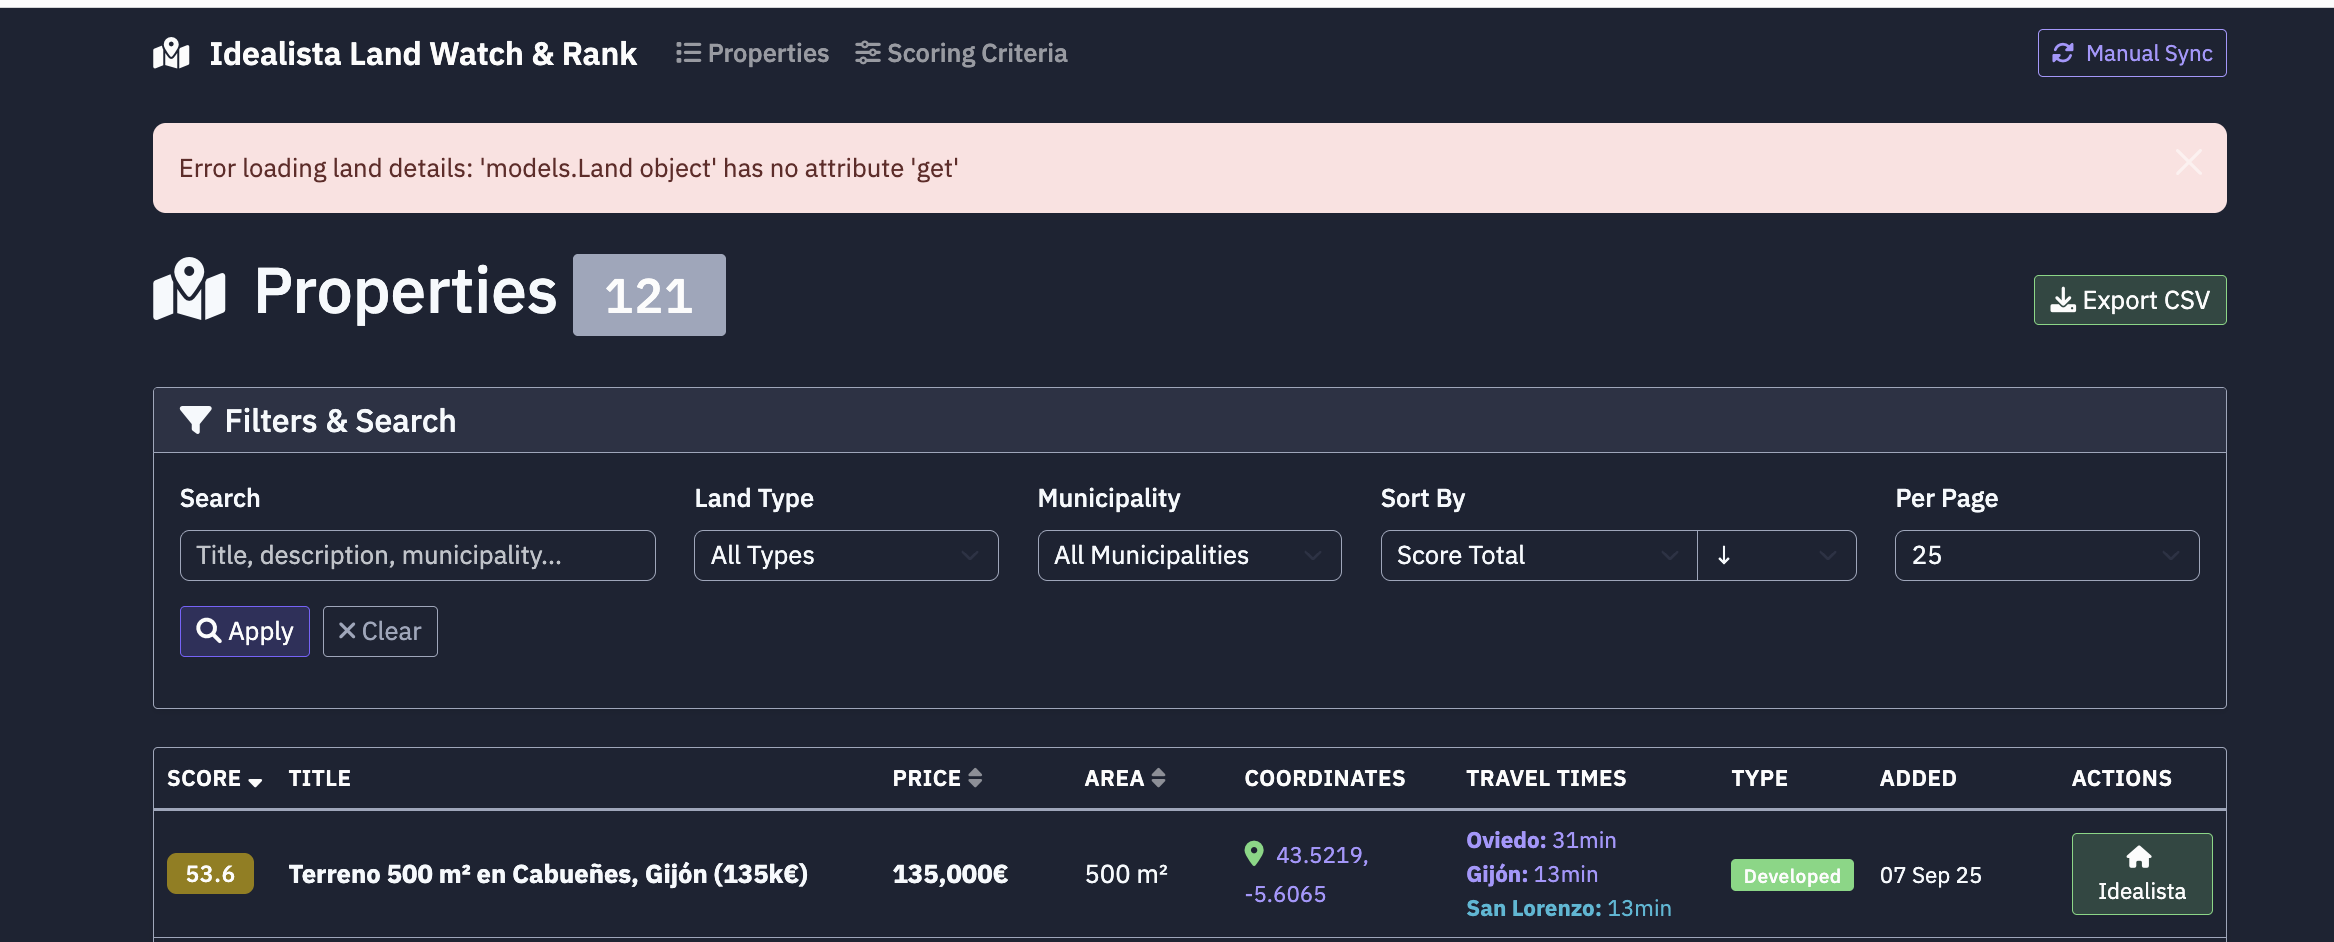 Idealista Land Watch & Rank Properties Scoring Criteria Manual Sync
Error loading land details: 'models.Land object' has no attribute 'get'
Properties 121
Export CSV
Filters & Search
Search Land Type Municipality Sort By Per Page
Title, description, municipality... All Types All Municipalities Score Total ↓ 25
Apply Clear
SCORE TITLE PRICE AREA COORDINATES TRAVEL TIMES TYPE ADDED ACTIONS
53.6 Terreno 500 m² en Cabueñes, Gijón (135k€) 135,000€ 500 m² 43.5219,
-5.6065
Oviedo: 31min
Gijón: 13min
San Lorenzo: 13min
Developed 07 Sep 25 Idealista